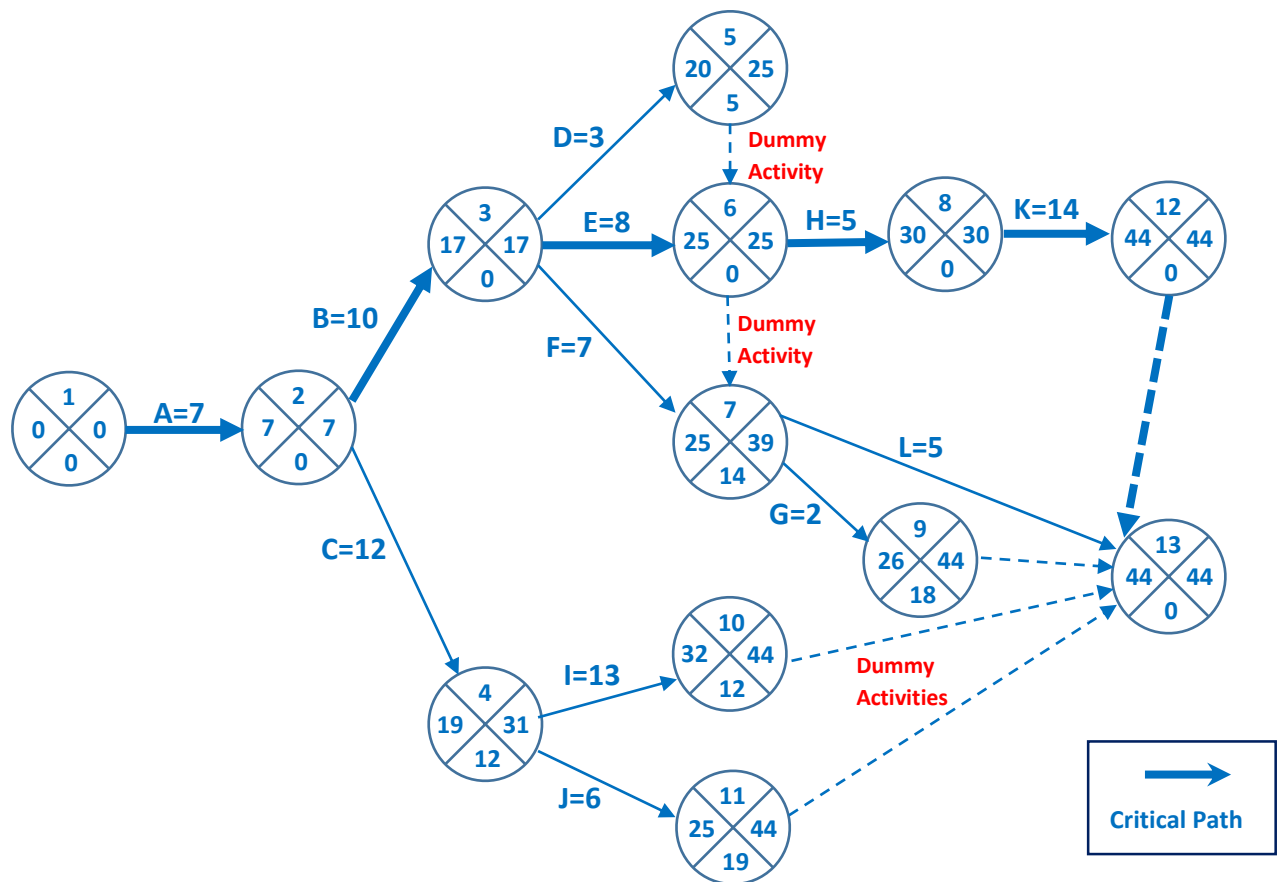 5
20 25
5
D=3
Dummy
Activity
3
17 17
0
E=8
6
25 25
0
H=5
8
30 30
0
K=14
12
44 44
0
B=10
F=7
Dummy
Activity
1
0 0
0
A=7
2
7 7
0
7
25 39
14
L=5
G=2
C=12
9
26 44
18
13
44 44
0
10
32 44
12
I=13
Dummy
Activities
4
19 31
12
J=6
11
25 44
19
Critical Path